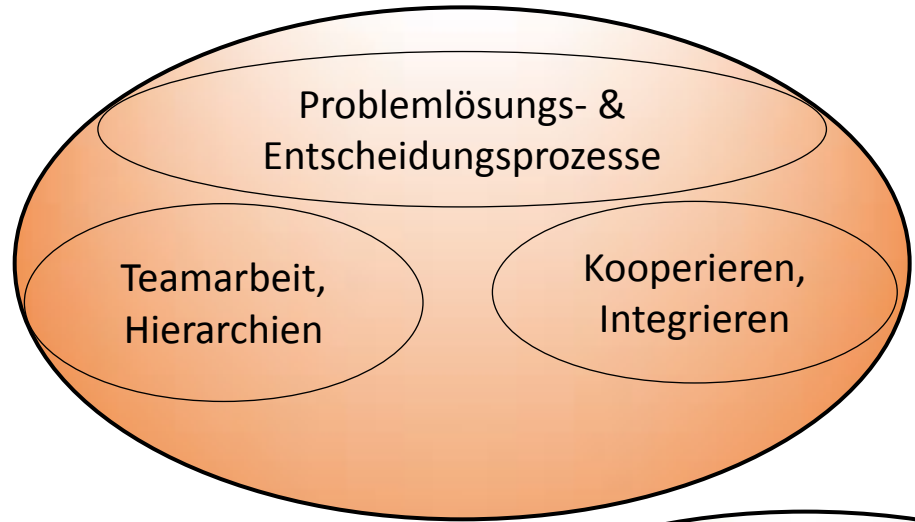 Problemlösungs- &
Entscheidungsprozesse
Teamarbeit,
Hierarchien
Kooperieren,
Integrieren